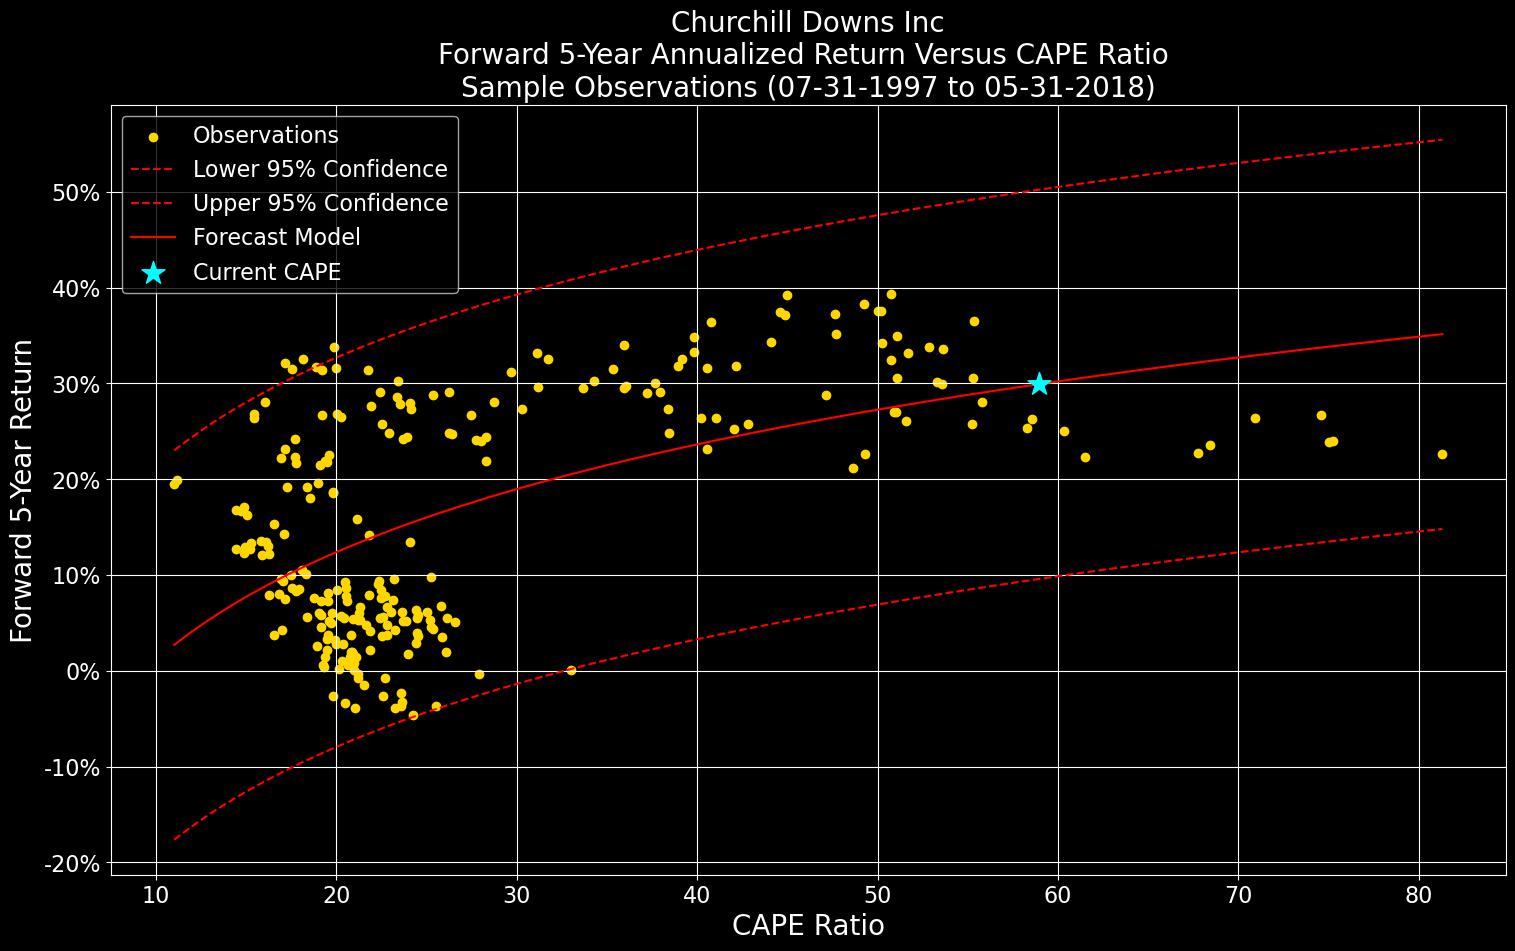 Churchill Downs Inc
Forward 5-Year Annualized Return Versus CAPE Ratio
Sample Observations (07-31-1997 to 05-31-2018)
Observations
Lower 95% Confidence
Upper 95% Confidence
Forecast Model
Current CAPE
Forward 5-Year Return
50%
40%
30%
20%
10%
0%
-10%
-20%
10 20 30 40 50 60 70 80
CAPE Ratio